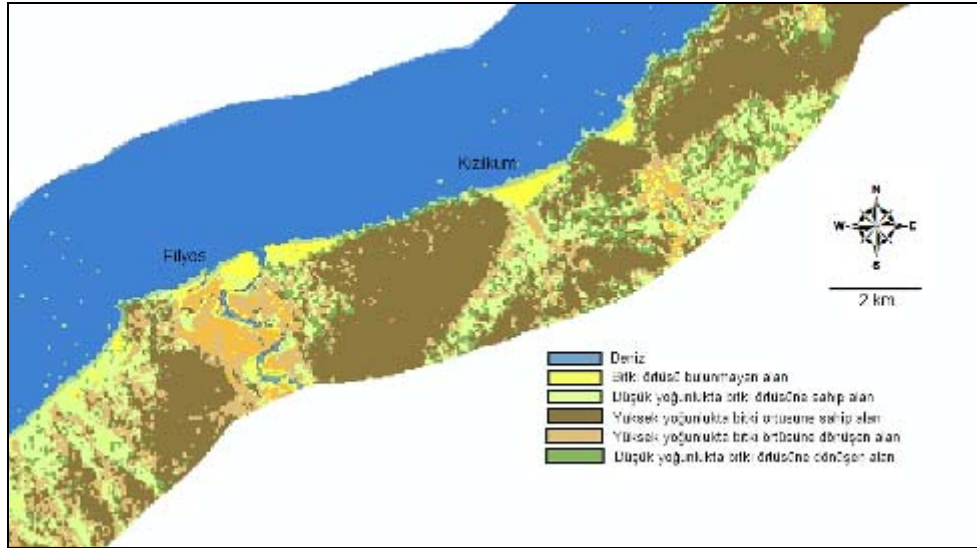 Kızılkum
Filyos
N
W E
S
2 km
Deniz
Bitki örtüsü bulunmayan alan
Düşük yoğunlukta bitki örtüsüne sahip alan
Yüksek yoğunlukta bitki örtüsüne sahip alan
Yüksek yoğunlukta bitki örtüsüne dönüşen alan
Düşük yoğunlukta bitki örtüsüne dönüşen alan